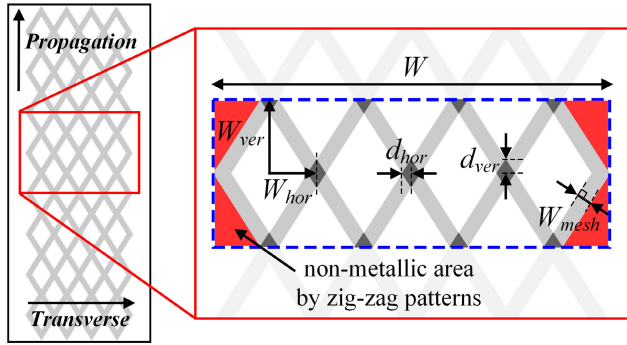 Propagation
Transverse
W
W_ver
W_hor
d_hor
d_ver
W_mesh
non-metallic area
by zig-zag patterns